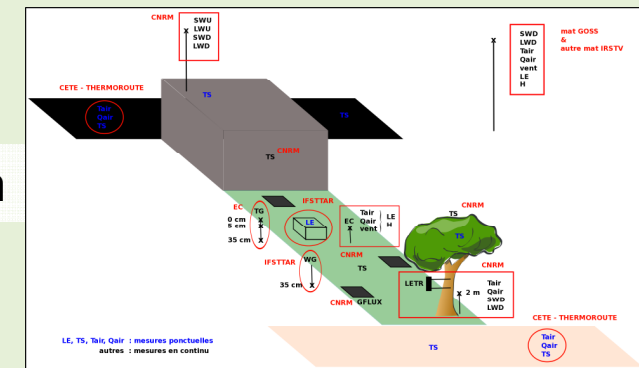 CNRM
SWU
LWU
SWD
LWD
SWD
LWD
Tair
Qair
vent
LE
H
mat GOSS
&
autre mat IRSTV
CETE - THERMOROUTE
Tair
Qair
TS
TS
TS
TS CNRM
EC
TG
0 cm
5 cm
35 cm
IFSTTAR
LE
EC
Tair
Qair
vent
LE
H
CNRM
IFSTTAR
WG
35 cm
TS
CNRM GFLUX
CNRM
TS
TS
CNRM
LETR
2 m
Tair
Qair
SWD
LWD
CETE - THERMOROUTE
Tair
Qair
TS
TS
LE, TS, Tair, Qair : mesures ponctuelles
autres : mesures en continu